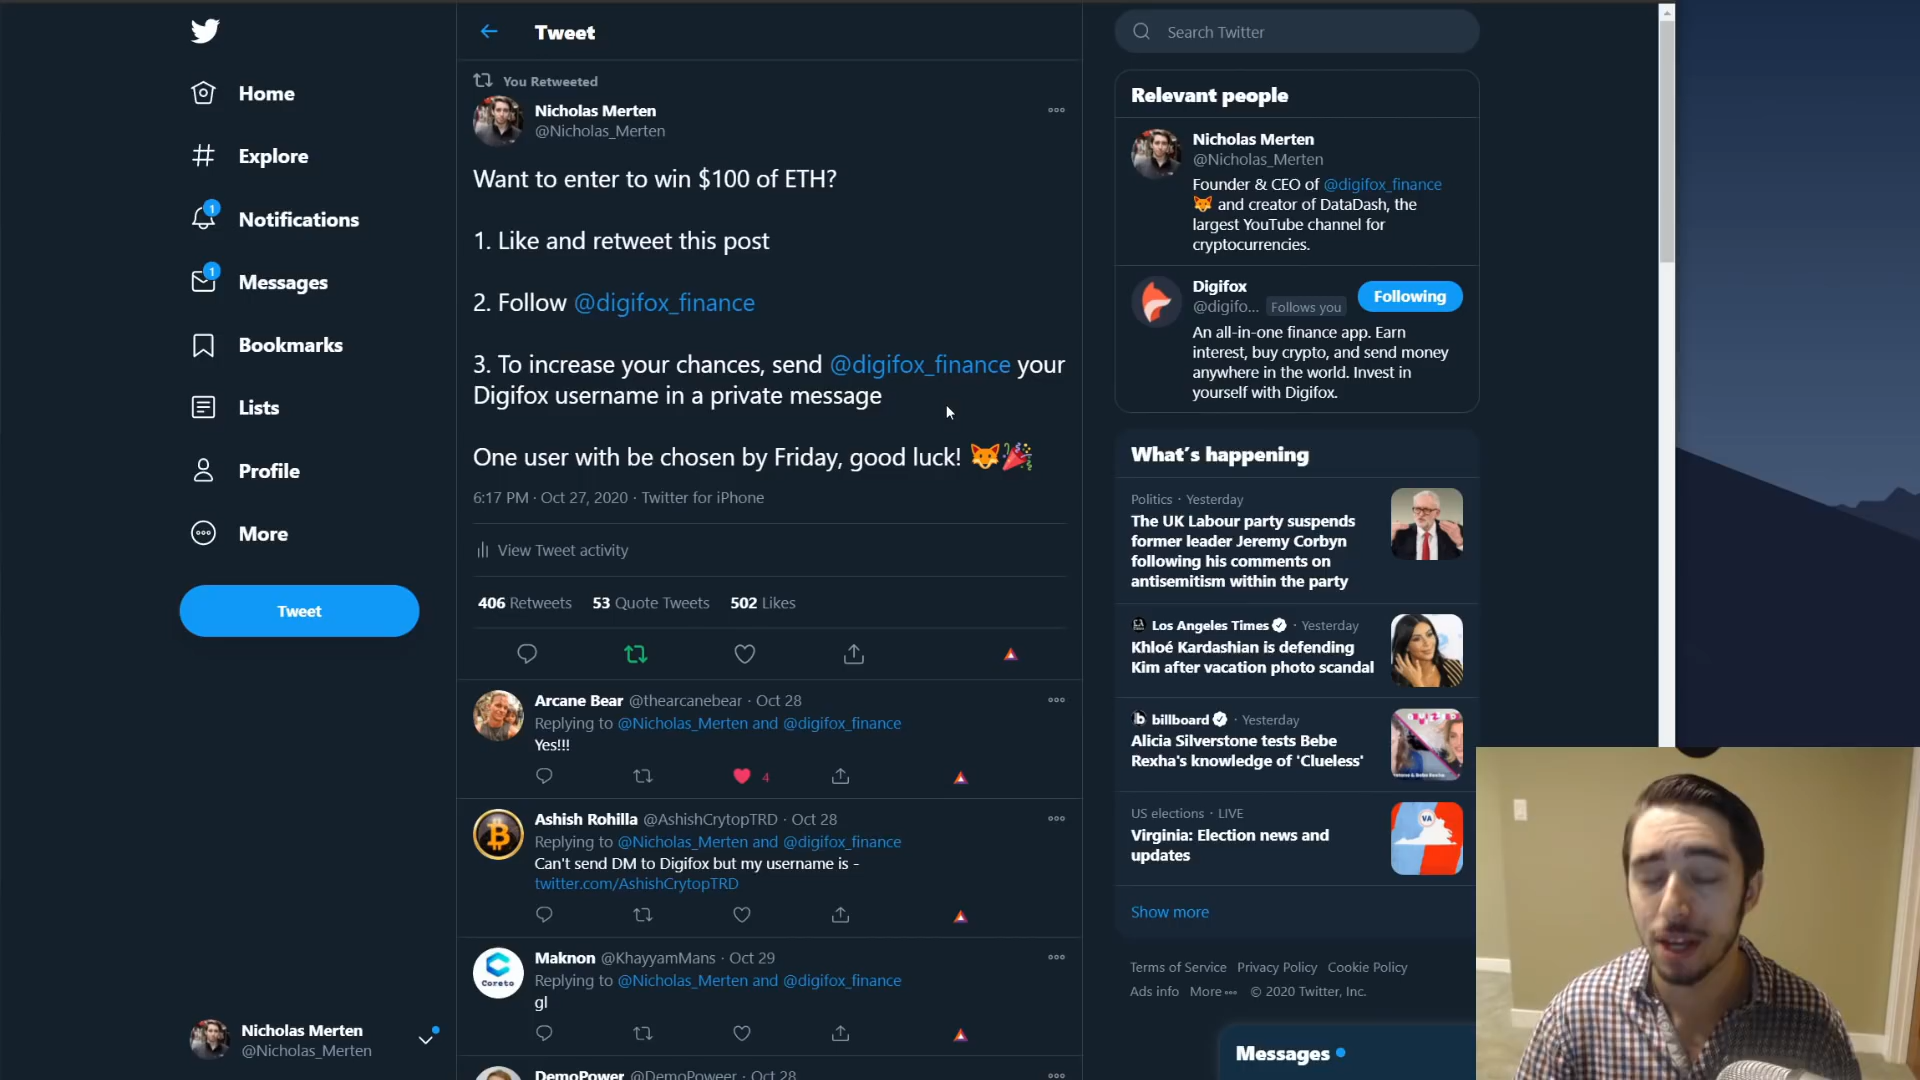 Home
Explore
1
Notifications
1
Messages
Bookmarks
Lists
Profile
More
Tweet
Nicholas Merten
@Nicholas_Merten
Tweet
You Retweeted
Nicholas Merten
@Nicholas_Merten
Want to enter to win $100 of ETH?
1. Like and retweet this post
2. Follow @digifox_finance
3. To increase your chances, send @digifox_finance your
Digifox username in a private message
One user with be chosen by Friday, good luck! 🦊🎉
6:17 PM · Oct 27, 2020 · Twitter for iPhone
View Tweet activity
406 Retweets 53 Quote Tweets 502 Likes
Arcane Bear @thearcanebear · Oct 28
Replying to @Nicholas_Merten and @digifox_finance
Yes!!!
4
Ashish Rohilla @AshishCrytopTRD · Oct 28
Replying to @Nicholas_Merten and @digifox_finance
Can't send DM to Digifox but my username is -
twitter.com/AshishCrytopTRD
Coreto
Maknon @KhayyamMans · Oct 29
Replying to @Nicholas_Merten and @digifox_finance
gl
DemoPower @DemoPoweer · Oct 28
Search Twitter
Relevant people
Nicholas Merten
@Nicholas_Merten
Founder & CEO of @digifox_finance
🦊 and creator of DataDash, the
largest YouTube channel for
cryptocurrencies.
Digifox
@digifo... Follows you
Following
An all-in-one finance app. Earn
interest, buy crypto, and send money
anywhere in the world. Invest in
yourself with Digifox.
What's happening
Politics · Yesterday
The UK Labour party suspends
former leader Jeremy Corbyn
following his comments on
antisemitism within the party
Los Angeles Times · Yesterday
Khloé Kardashian is defending
Kim after vacation photo scandal
billboard · Yesterday
Alicia Silverstone tests Bebe
Rexha's knowledge of 'Clueless'
US elections · LIVE
Virginia: Election news and
updates
VA
Show more
Terms of Service Privacy Policy Cookie Policy
Ads info More © 2020 Twitter, Inc.
Messages